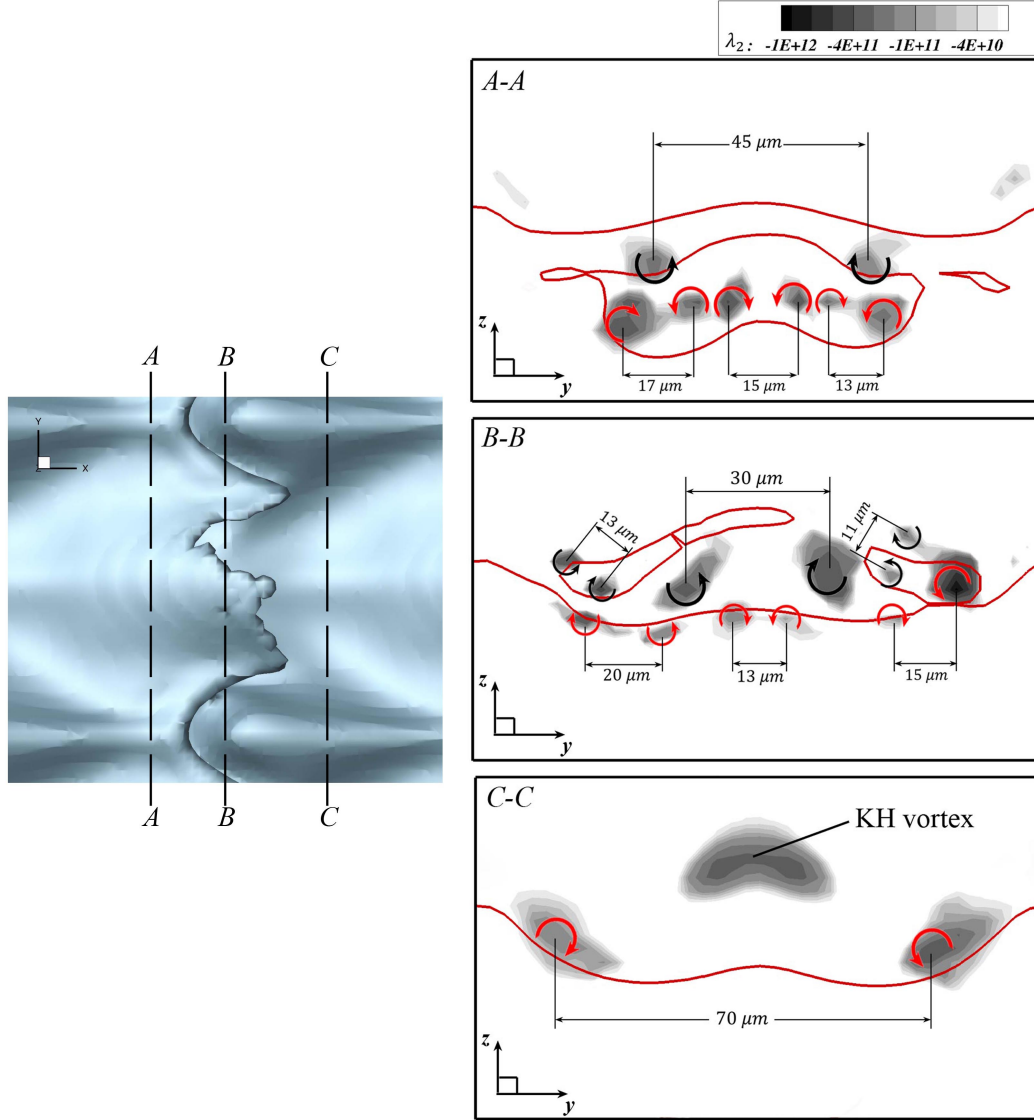 λ₂ : -1E+12 -4E+11 -1E+11 -4E+10
A-A
45 μm
z
y
17 μm 15 μm 13 μm
A B C
Y
Z X
A B C
B-B
30 μm
13 μm
11 μm
20 μm 13 μm 15 μm
z
y
C-C
KH vortex
70 μm
z
y